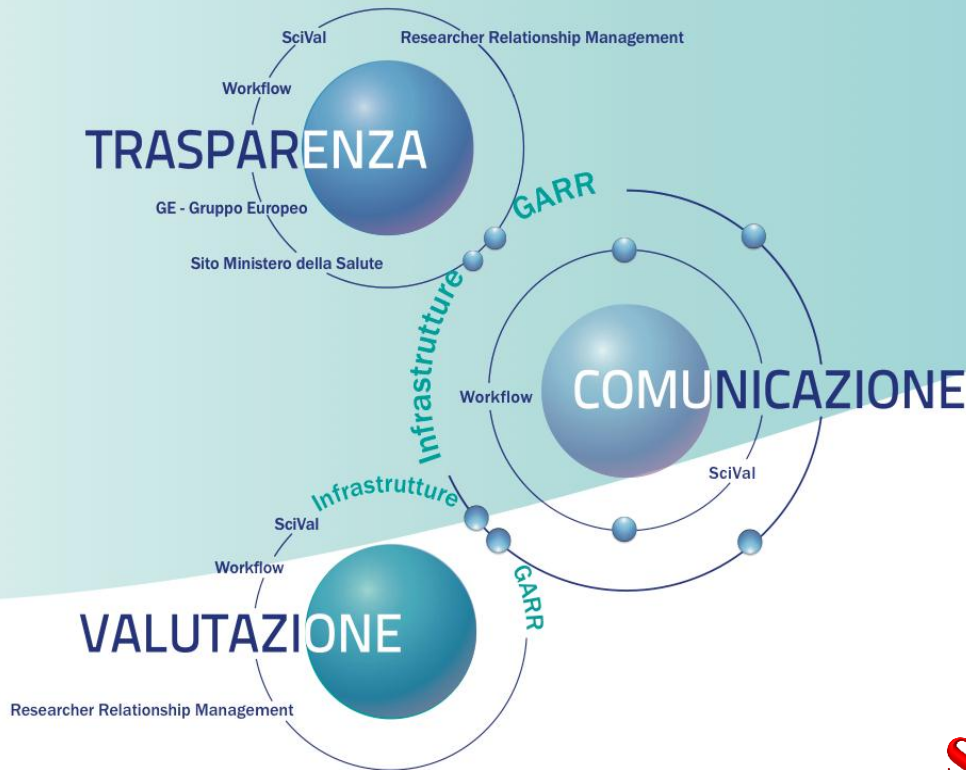 SciVal
Researcher Relationship Management
Workflow
TRASPARENZA
GE - Gruppo Europeo
Sito Ministero della Salute
GARR
Infrastrutture
Workflow
COMUNICAZIONE
SciVal
Infrastrutture
SciVal
Workflow
GARR
VALUTAZIONE
Researcher Relationship Management